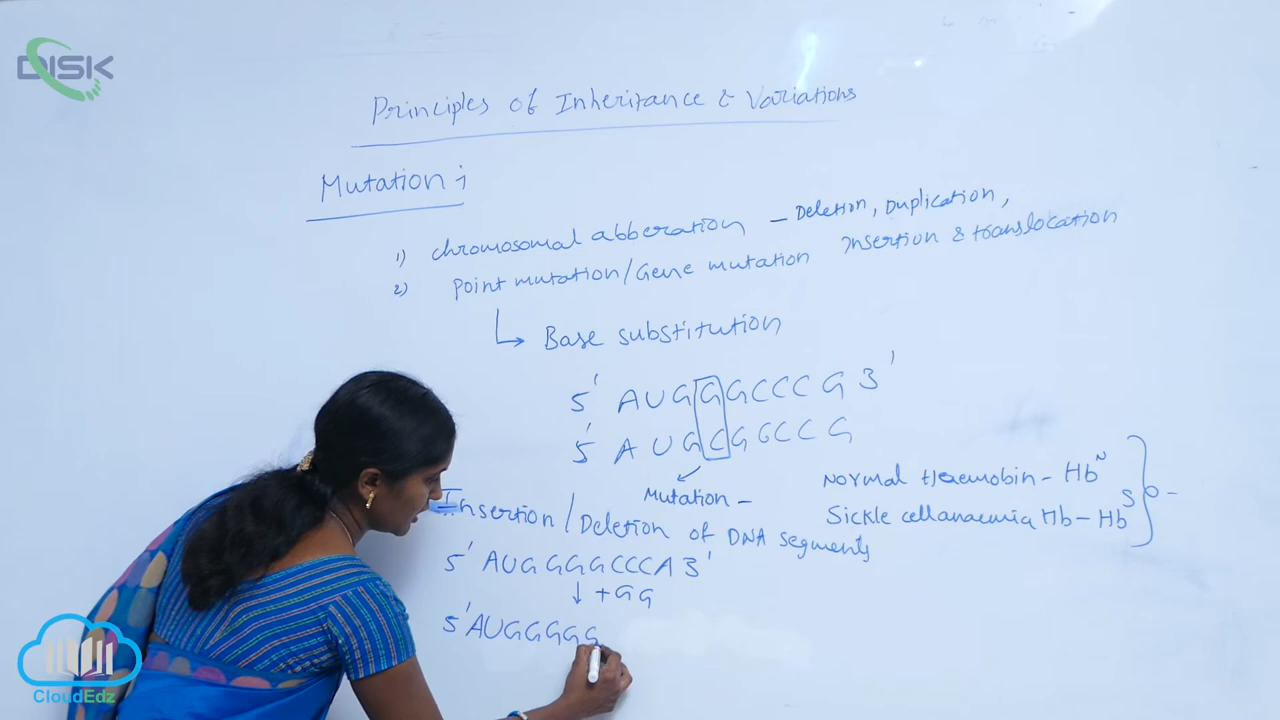 DISK
Principles of Inheritance & Variations
Mutation :
1) Chromosomal abberation – Deletion, Duplication,
Insertion & translocation
2) Point mutation/Gene mutation
Base substitution
5' AUGGGCCCG 3'
5' AUGCGGCCG
Mutation –
Normal Haemobin – Hb^N
Sickle cell anaemia Hb – Hb^S
Insertion / Deletion of DNA segments
5' AUGGGGCCCA 3'
↓ + GG
5' AUGGGGG
CloudEdz